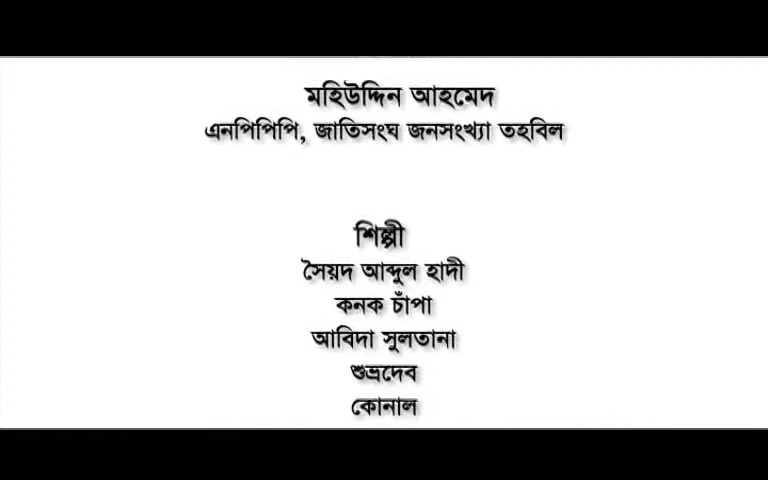 মহিউদ্দিন আহমেদ
এনপিপিপি, জাতিসংঘ জনসংখ্যা তহবিল
শিল্পী
সৈয়দ আব্দুল হাদী
কনক চাঁপা
আবিদা সুলতানা
শুভ্রদেব
কোনাল